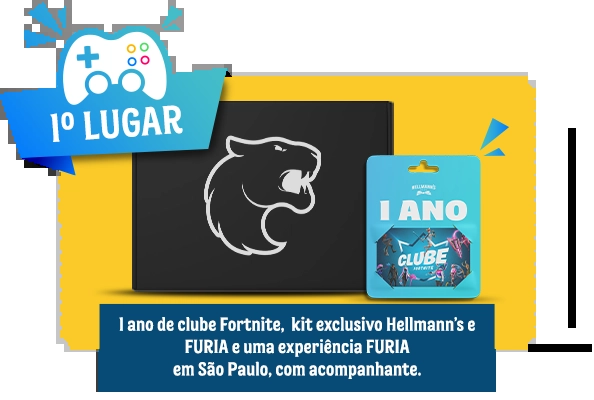 1º LUGAR
HELLMANN'S
1 ANO
CLUBE
FORTNITE
1 ano de clube Fortnite, kit exclusivo Hellmann's e
FURIA e uma experiência FURIA
em São Paulo, com acompanhante.